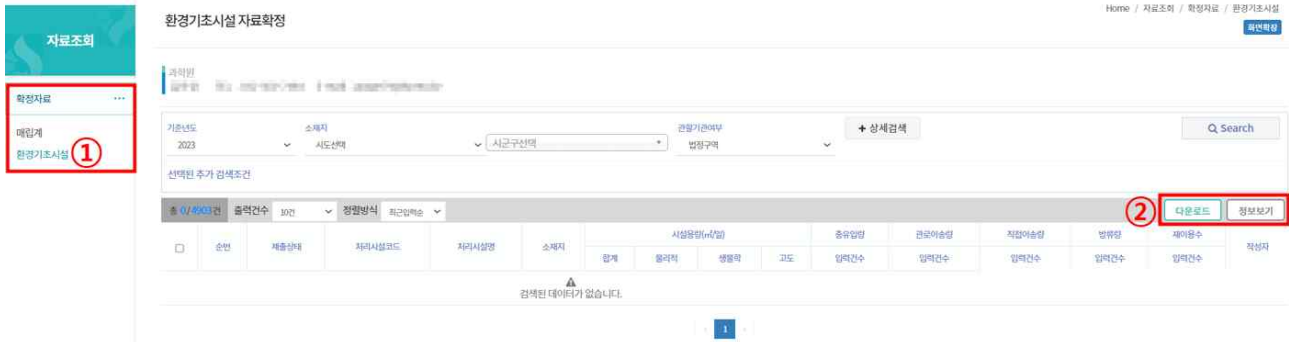 Home / 자료조회 / 확정자료 / 환경기초시설
환경기초시설 자료확정
화면확장
자료조회
과학원
확정자료 ...
매립계
환경기초시설 ①
기준년도 소재지 관할기관여부
2023 시도선택 시군구선택 법정구역
+ 상세검색
Search
선택된 추가 검색조건
총 0/4903건 출력건수 10건 정렬방식 최근입력순
② 다운로드 정보보기
순번 제출상태 처리시설코드 처리시설명 소재지 시설용량(㎥/일) 총유입량 관로이송량 직접이송량 방류량 재이용수 작성자
합계 물리적 생물학 고도 입력건수 입력건수 입력건수 입력건수 입력건수
검색된 데이터가 없습니다.
1